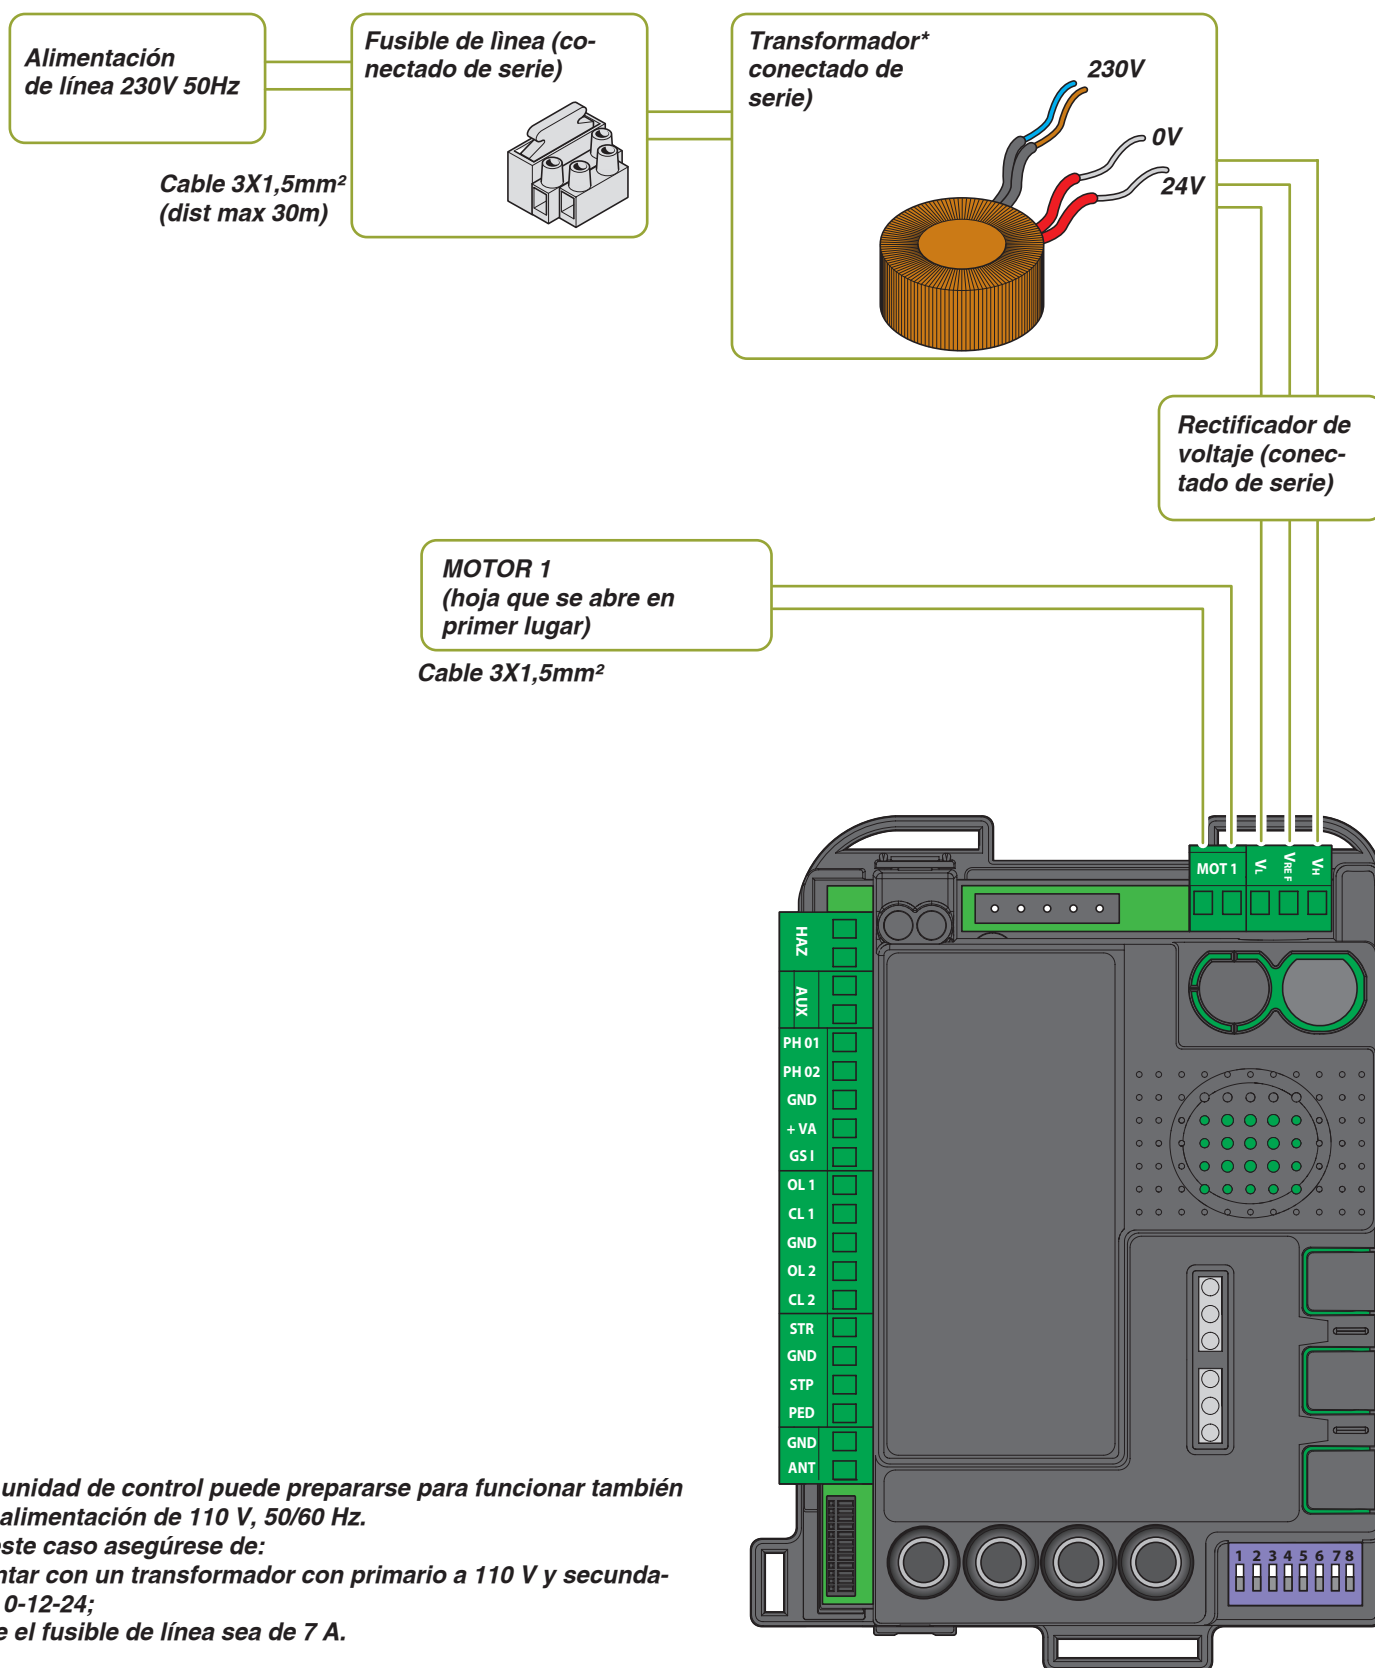 Alimentación
de línea 230V 50Hz
Fusible de lìnea (co-
nectado de serie)
Transformador*
conectado de
serie)
230V
0V
24V
Cable 3X1,5mm²
(dist max 30m)
Rectificador de
voltaje (conec-
tado de serie)
MOTOR 1
(hoja que se abre en
primer lugar)
Cable 3X1,5mm²
MOT 1
VL
VREF
VH
HAZ
AUX
PH 01
PH 02
GND
+ VA
GS I
OL 1
CL 1
GND
OL 2
CL 2
STR
GND
STP
PED
GND
ANT
1 2 3 4 5 6 7 8
unidad de control puede prepararse para funcionar también
alimentación de 110 V, 50/60 Hz.
este caso asegúrese de:
ntar con un transformador con primario a 110 V y secunda-
0-12-24;
e el fusible de línea sea de 7 A.